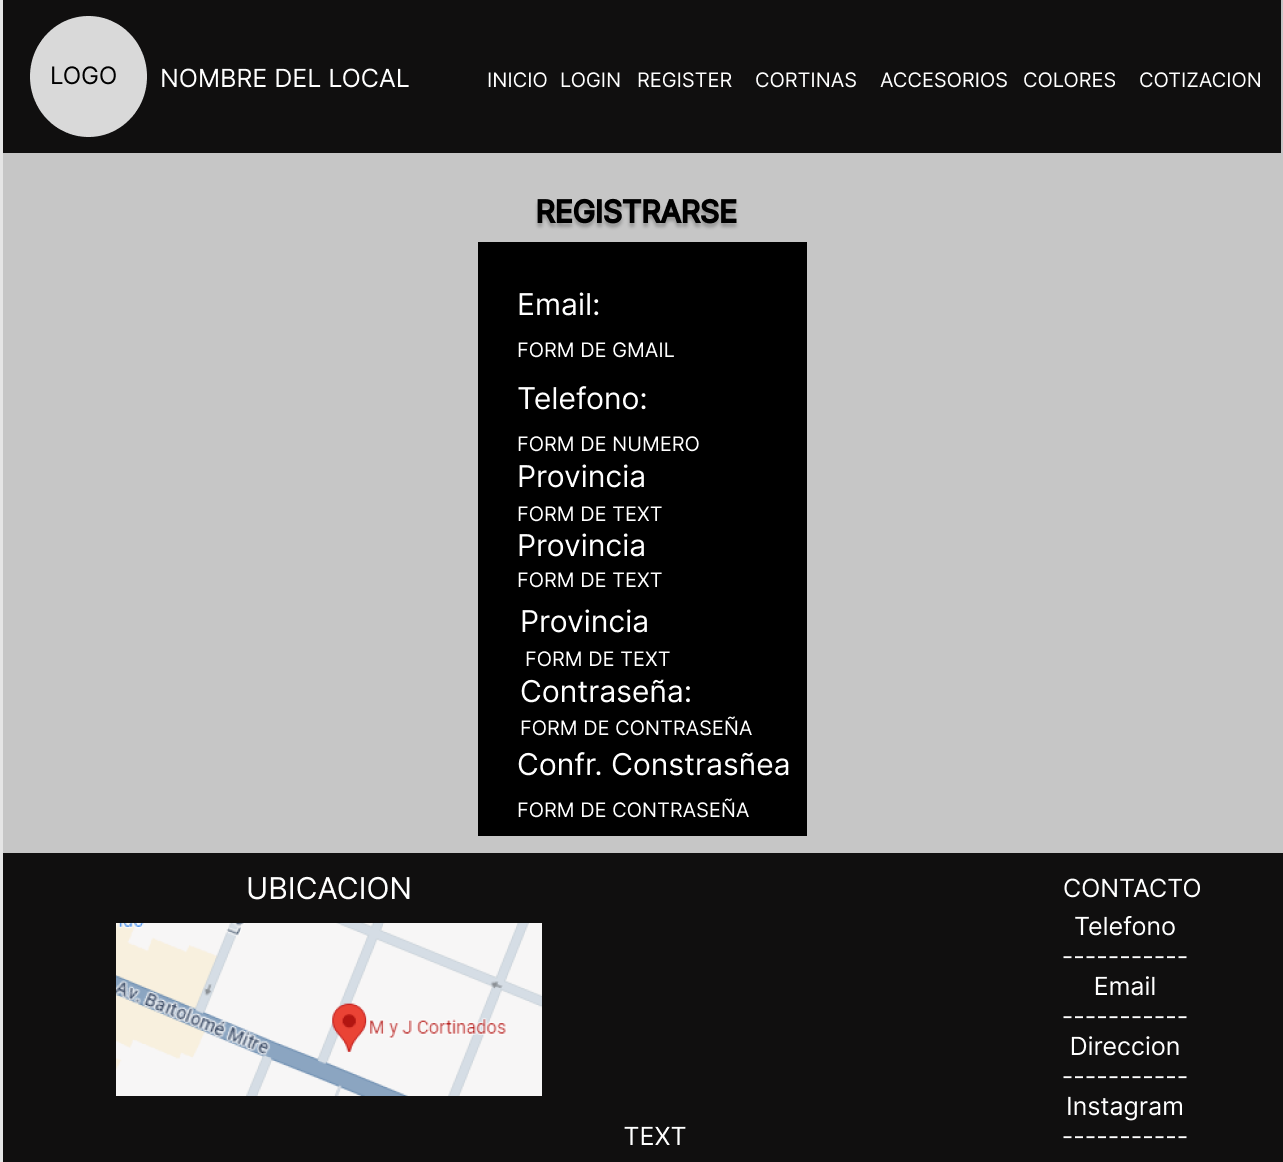 LOGO
NOMBRE DEL LOCAL
INICIO LOGIN REGISTER CORTINAS ACCESORIOS COLORES COTIZACION
REGISTRARSE
Email:
FORM DE GMAIL
Telefono:
FORM DE NUMERO
Provincia
FORM DE TEXT
Provincia
FORM DE TEXT
Provincia
FORM DE TEXT
Contraseña:
FORM DE CONTRASEÑA
Confr. Constrasñea
FORM DE CONTRASEÑA
UBICACION
Av. Bartolomé Mitre
M y J Cortinados
TEXT
CONTACTO
Telefono
-----------
Email
-----------
Direccion
-----------
Instagram
-----------